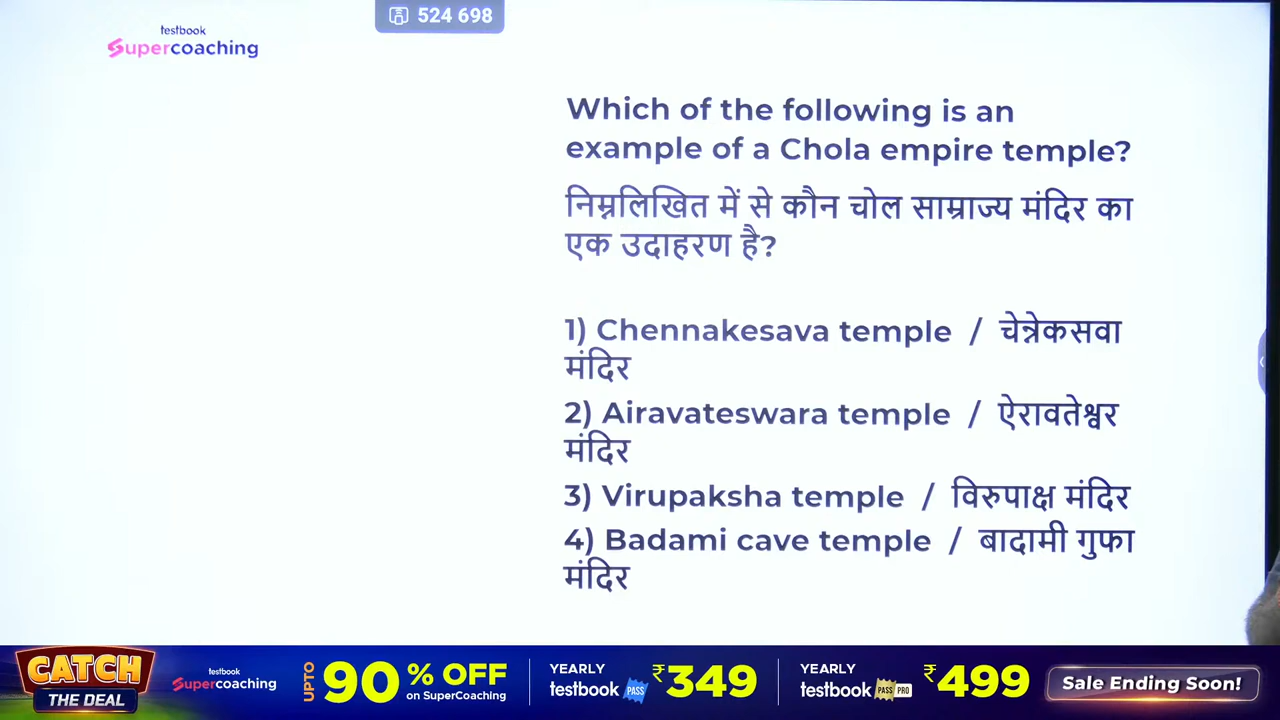 524 698
testbook
Supercoaching
Which of the following is an
example of a Chola empire temple?
निम्नलिखित में से कौन चोल साम्राज्य मंदिर का
एक उदाहरण है?
1) Chennakesava temple / चेन्नेकसवा
मंदिर
2) Airavateswara temple / ऐरावतेश्वर
मंदिर
3) Virupaksha temple / विरुपाक्ष मंदिर
4) Badami cave temple / बादामी गुफा
मंदिर
CATCH
THE DEAL
testbook
Supercoaching
UPTO
90% OFF
on SuperCoaching
YEARLY
testbook PASS
₹349
YEARLY
testbook PASS PRO
₹499
Sale Ending Soon!